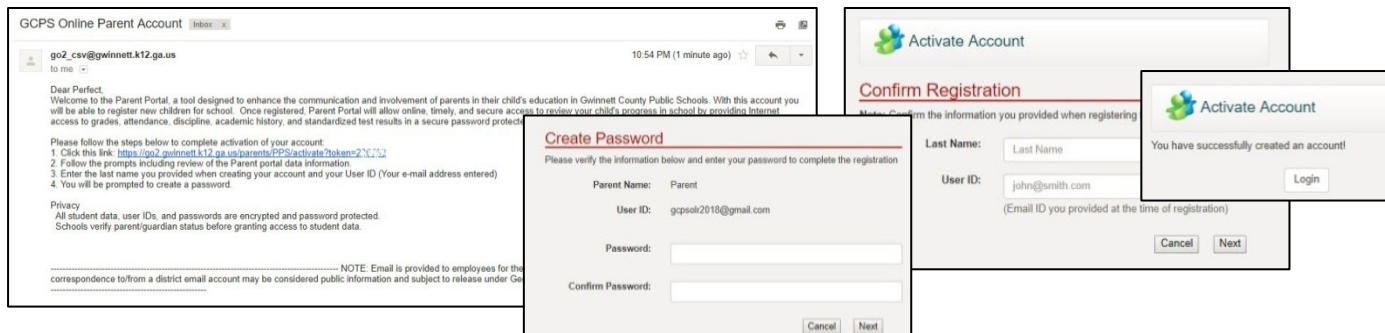 GCPS Online Parent Account Inbox x
go2_csv@gwinnett.k12.ga.us 10:54 PM (1 minute ago)
to me
Dear Perfect,
Welcome to the Parent Portal, a tool designed to enhance the communication and involvement of parents in their child's education in Gwinnett County Public Schools. With this account you
will be able to register new children for school. Once registered, Parent Portal will allow online, timely, and secure access to review your child's progress in school by providing Internet
access to grades, attendance, discipline, academic history, and standardized test results in a secure password protecte
Please follow the steps below to complete activation of your account:
1. Click this link: https://go2.gwinnett.k12.ga.us/parents/PPS/activate?token=2
2. Follow the prompts including review of the Parent portal data information.
3. Enter the last name you provided when creating your account and your User ID (Your e-mail address entered)
4. You will be prompted to create a password.
Privacy
All student data, user IDs, and passwords are encrypted and password protected.
Schools verify parent/guardian status before granting access to student data.
NOTE: Email is provided to employees for the
correspondence to/from a district email account may be considered public information and subject to release under Ge
Create Password
Please verify the information below and enter your password to complete the registration
Parent Name: Parent
User ID: gcpsolr2018@gmail.com
Password:
Confirm Password:
Cancel Next
Activate Account
Confirm Registration
Note: Confirm the information you provided when registering
Last Name: Last Name
User ID: john@smith.com
(Email ID you provided at the time of registration)
Cancel Next
Activate Account
You have successfully created an account!
Login